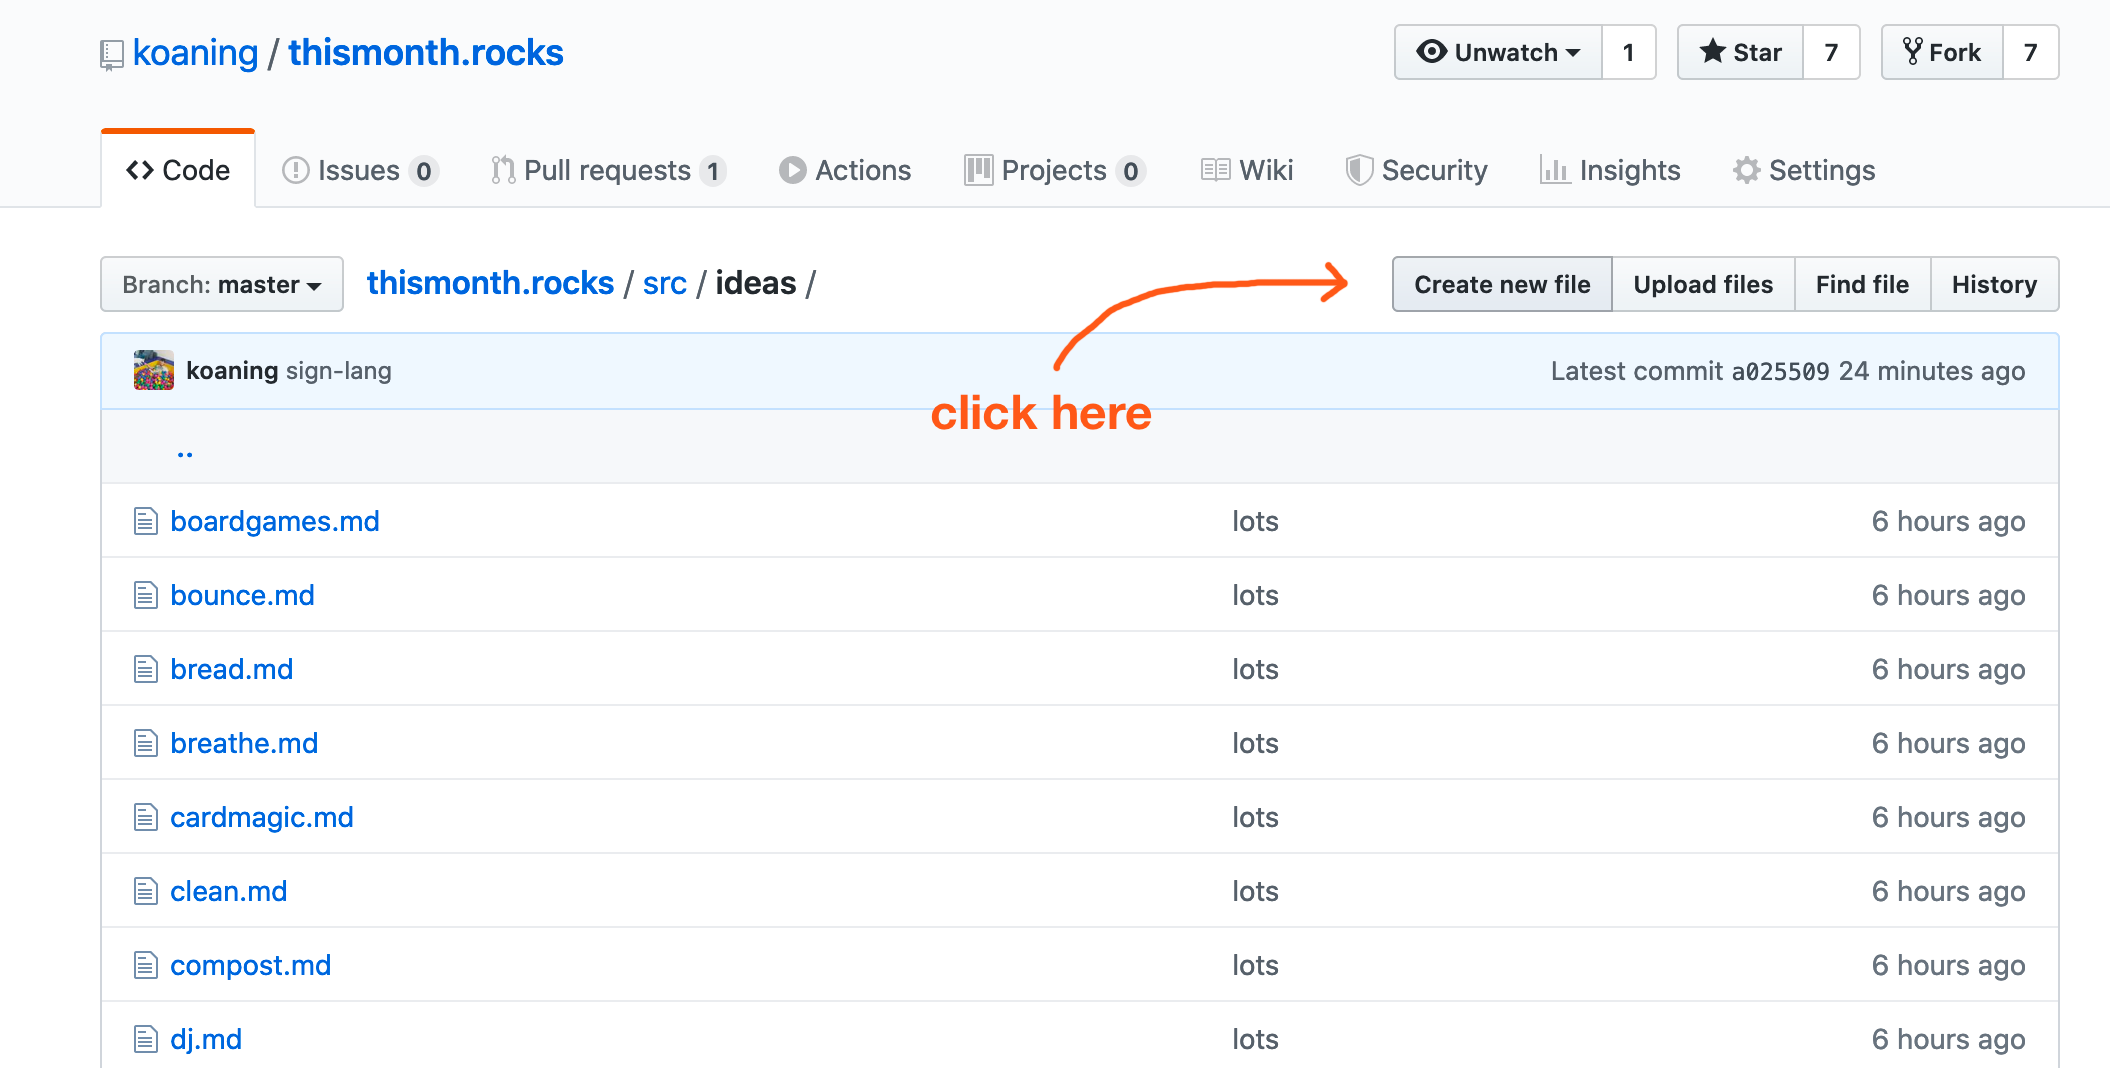 koaning / thismonth.rocks
Unwatch 1 Star 7 Fork 7
Code Issues 0 Pull requests 1 Actions Projects 0 Wiki Security Insights Settings
Branch: master thismonth.rocks / src / ideas /
Create new file Upload files Find file History
koaning sign-lang Latest commit a025509 24 minutes ago
click here
..
boardgames.md lots 6 hours ago
bounce.md lots 6 hours ago
bread.md lots 6 hours ago
breathe.md lots 6 hours ago
cardmagic.md lots 6 hours ago
clean.md lots 6 hours ago
compost.md lots 6 hours ago
dj.md lots 6 hours ago